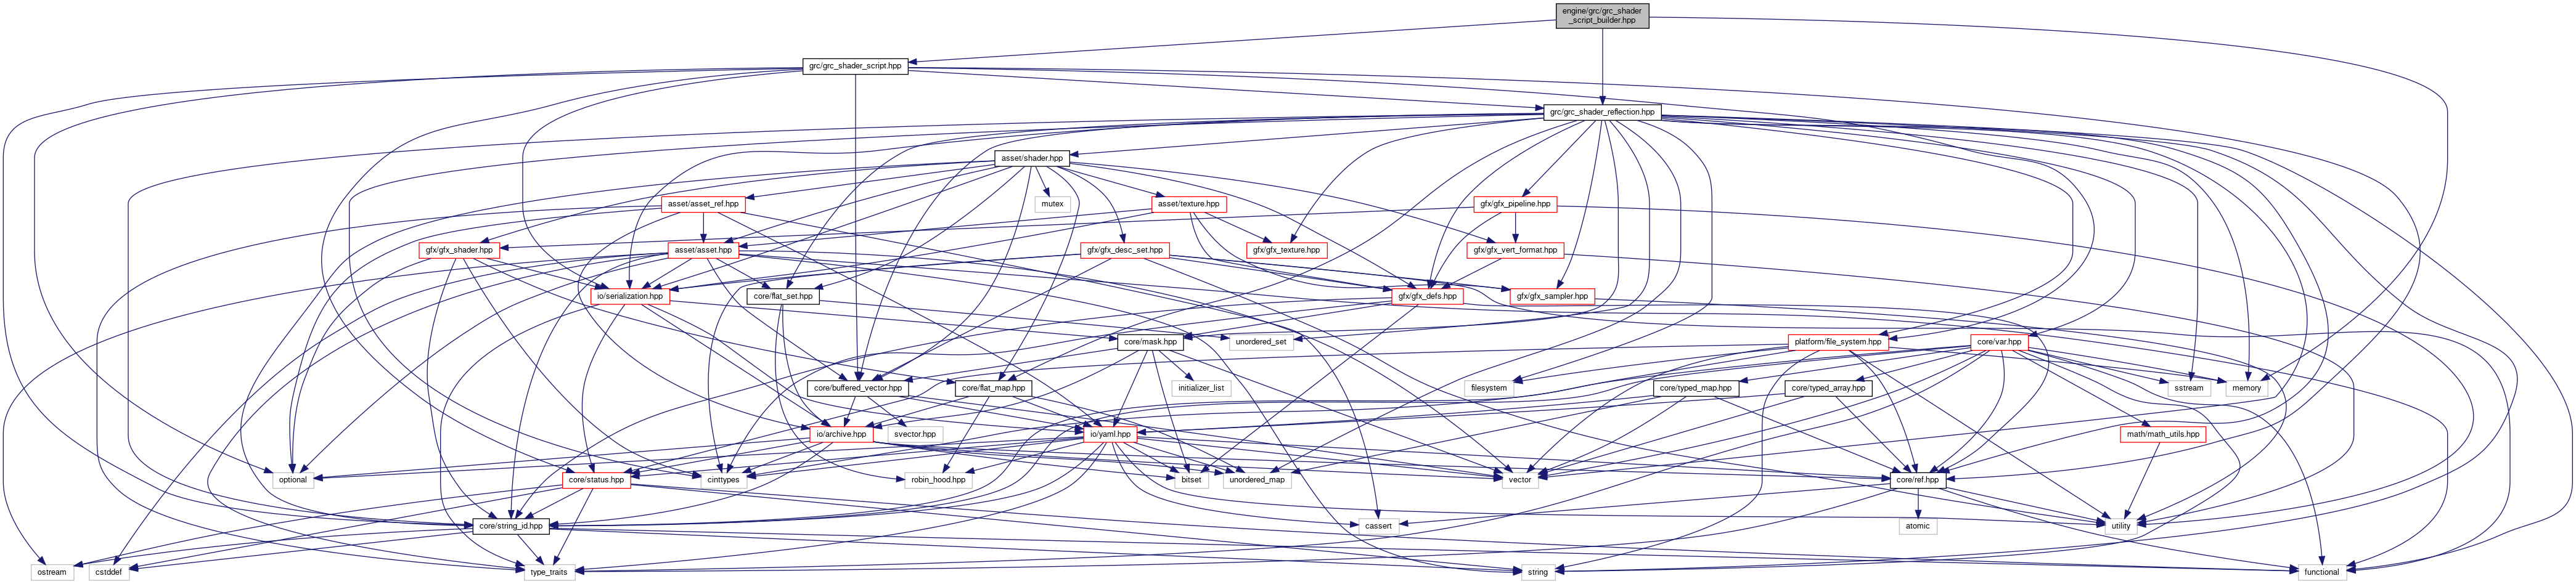 engine/grc/grc_shader
_script_builder.hpp
grc/grc_shader_script.hpp
grc/grc_shader_reflection.hpp
asset/shader.hpp
asset/asset_ref.hpp
mutex
asset/texture.hpp
gfx/gfx_pipeline.hpp
gfx/gfx_shader.hpp
asset/asset.hpp
gfx/gfx_desc_set.hpp
gfx/gfx_texture.hpp
gfx/gfx_vert_format.hpp
io/serialization.hpp
core/flat_set.hpp
gfx/gfx_defs.hpp
gfx/gfx_sampler.hpp
core/mask.hpp
unordered_set
platform/file_system.hpp
core/var.hpp
core/buffered_vector.hpp
core/flat_map.hpp
initializer_list
filesystem
core/typed_map.hpp
core/typed_array.hpp
sstream
memory
io/archive.hpp
svector.hpp
io/yaml.hpp
math/math_utils.hpp
optional
core/status.hpp
cinttypes
robin_hood.hpp
bitset
unordered_map
vector
core/ref.hpp
core/string_id.hpp
cassert
atomic
utility
ostream
cstddef
type_traits
string
functional